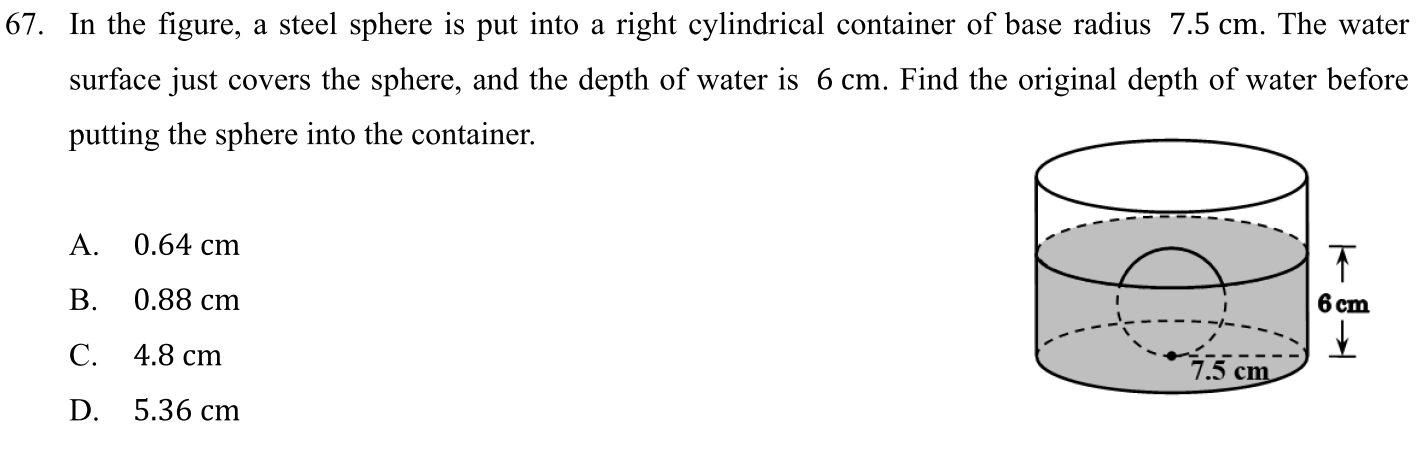 67. In the figure, a steel sphere is put into a right cylindrical container of base radius 7.5 cm. The water
surface just covers the sphere, and the depth of water is 6 cm. Find the original depth of water before
putting the sphere into the container.
A. 0.64 cm
B. 0.88 cm
C. 4.8 cm
D. 5.36 cm
6 cm
7.5 cm